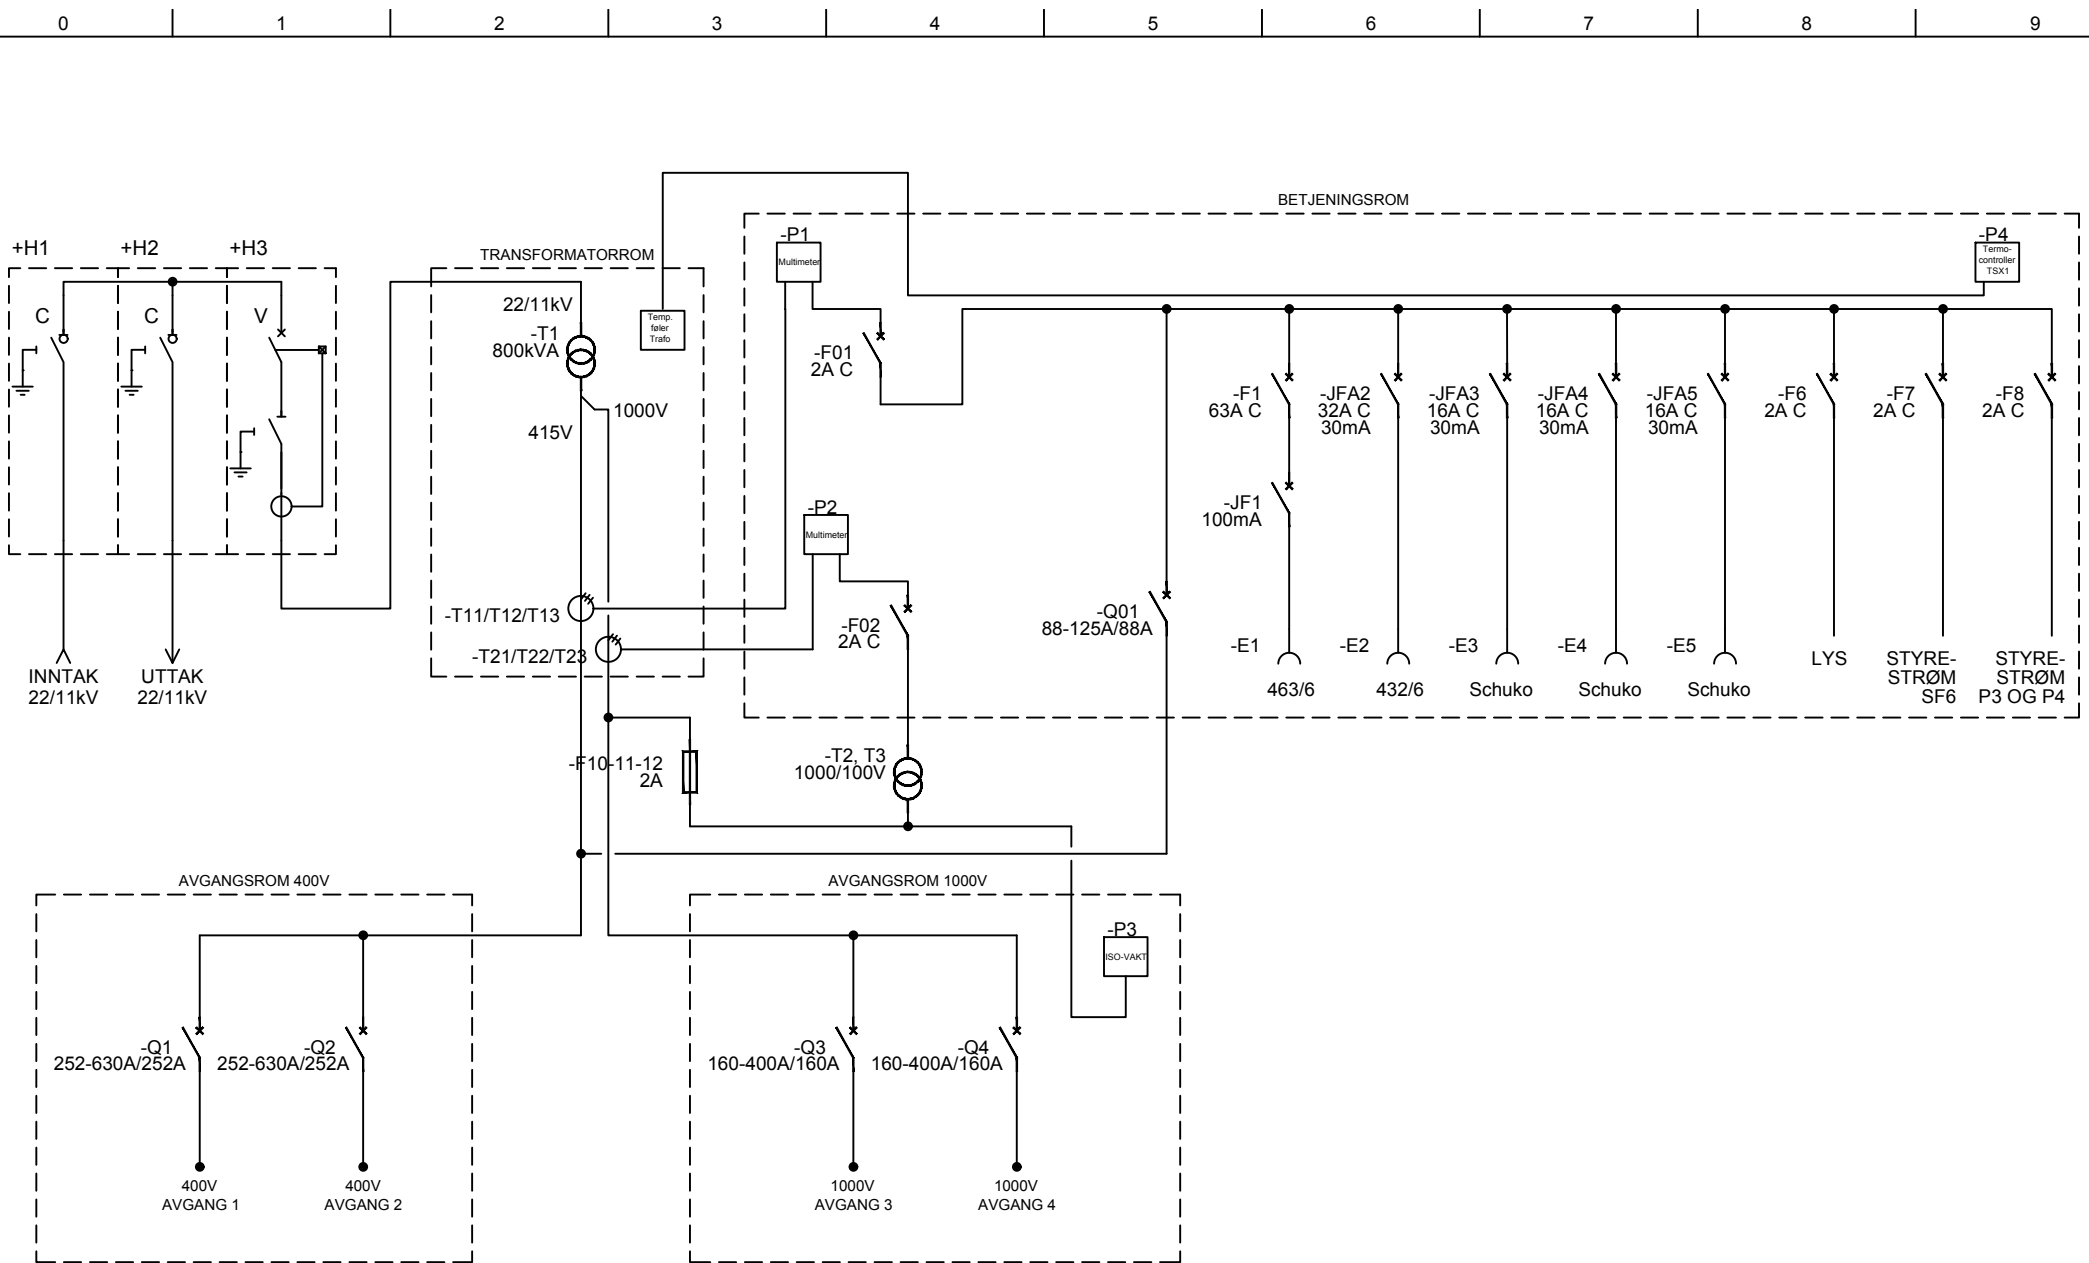 0 1 2 3 4 5 6 7 8 9
BETJENINGSROM
+H1 +H2 +H3
TRANSFORMATORROM
-P1
Multimeter
-P4
Termo-
controller
TSX1
C C V
22/11kV
-T1
800kVA
Temp.
føler
Trafo
1000V
415V
-F01
2A C
-F1
63A C
-JFA2
32A C
30mA
-JFA3
16A C
30mA
-JFA4
16A C
30mA
-JFA5
16A C
30mA
-F6
2A C
-F7
2A C
-F8
2A C
-JF1
100mA
-P2
Multimeter
-T11/T12/T13
-T21/T22/T23
-F02
2A C
-Q01
88-125A/88A
INNTAK
22/11kV
UTTAK
22/11kV
-E1
463/6
-E2
432/6
-E3
Schuko
-E4
Schuko
-E5
Schuko
LYS
STYRE-
STRØM
SF6
STYRE-
STRØM
P3 OG P4
-F10-11-12
2A
-T2, T3
1000/100V
AVGANGSROM 400V
AVGANGSROM 1000V
-P3
ISO-VAKT
-Q1
252-630A/252A
-Q2
252-630A/252A
-Q3
160-400A/160A
-Q4
160-400A/160A
400V
AVGANG 1
400V
AVGANG 2
1000V
AVGANG 3
1000V
AVGANG 4